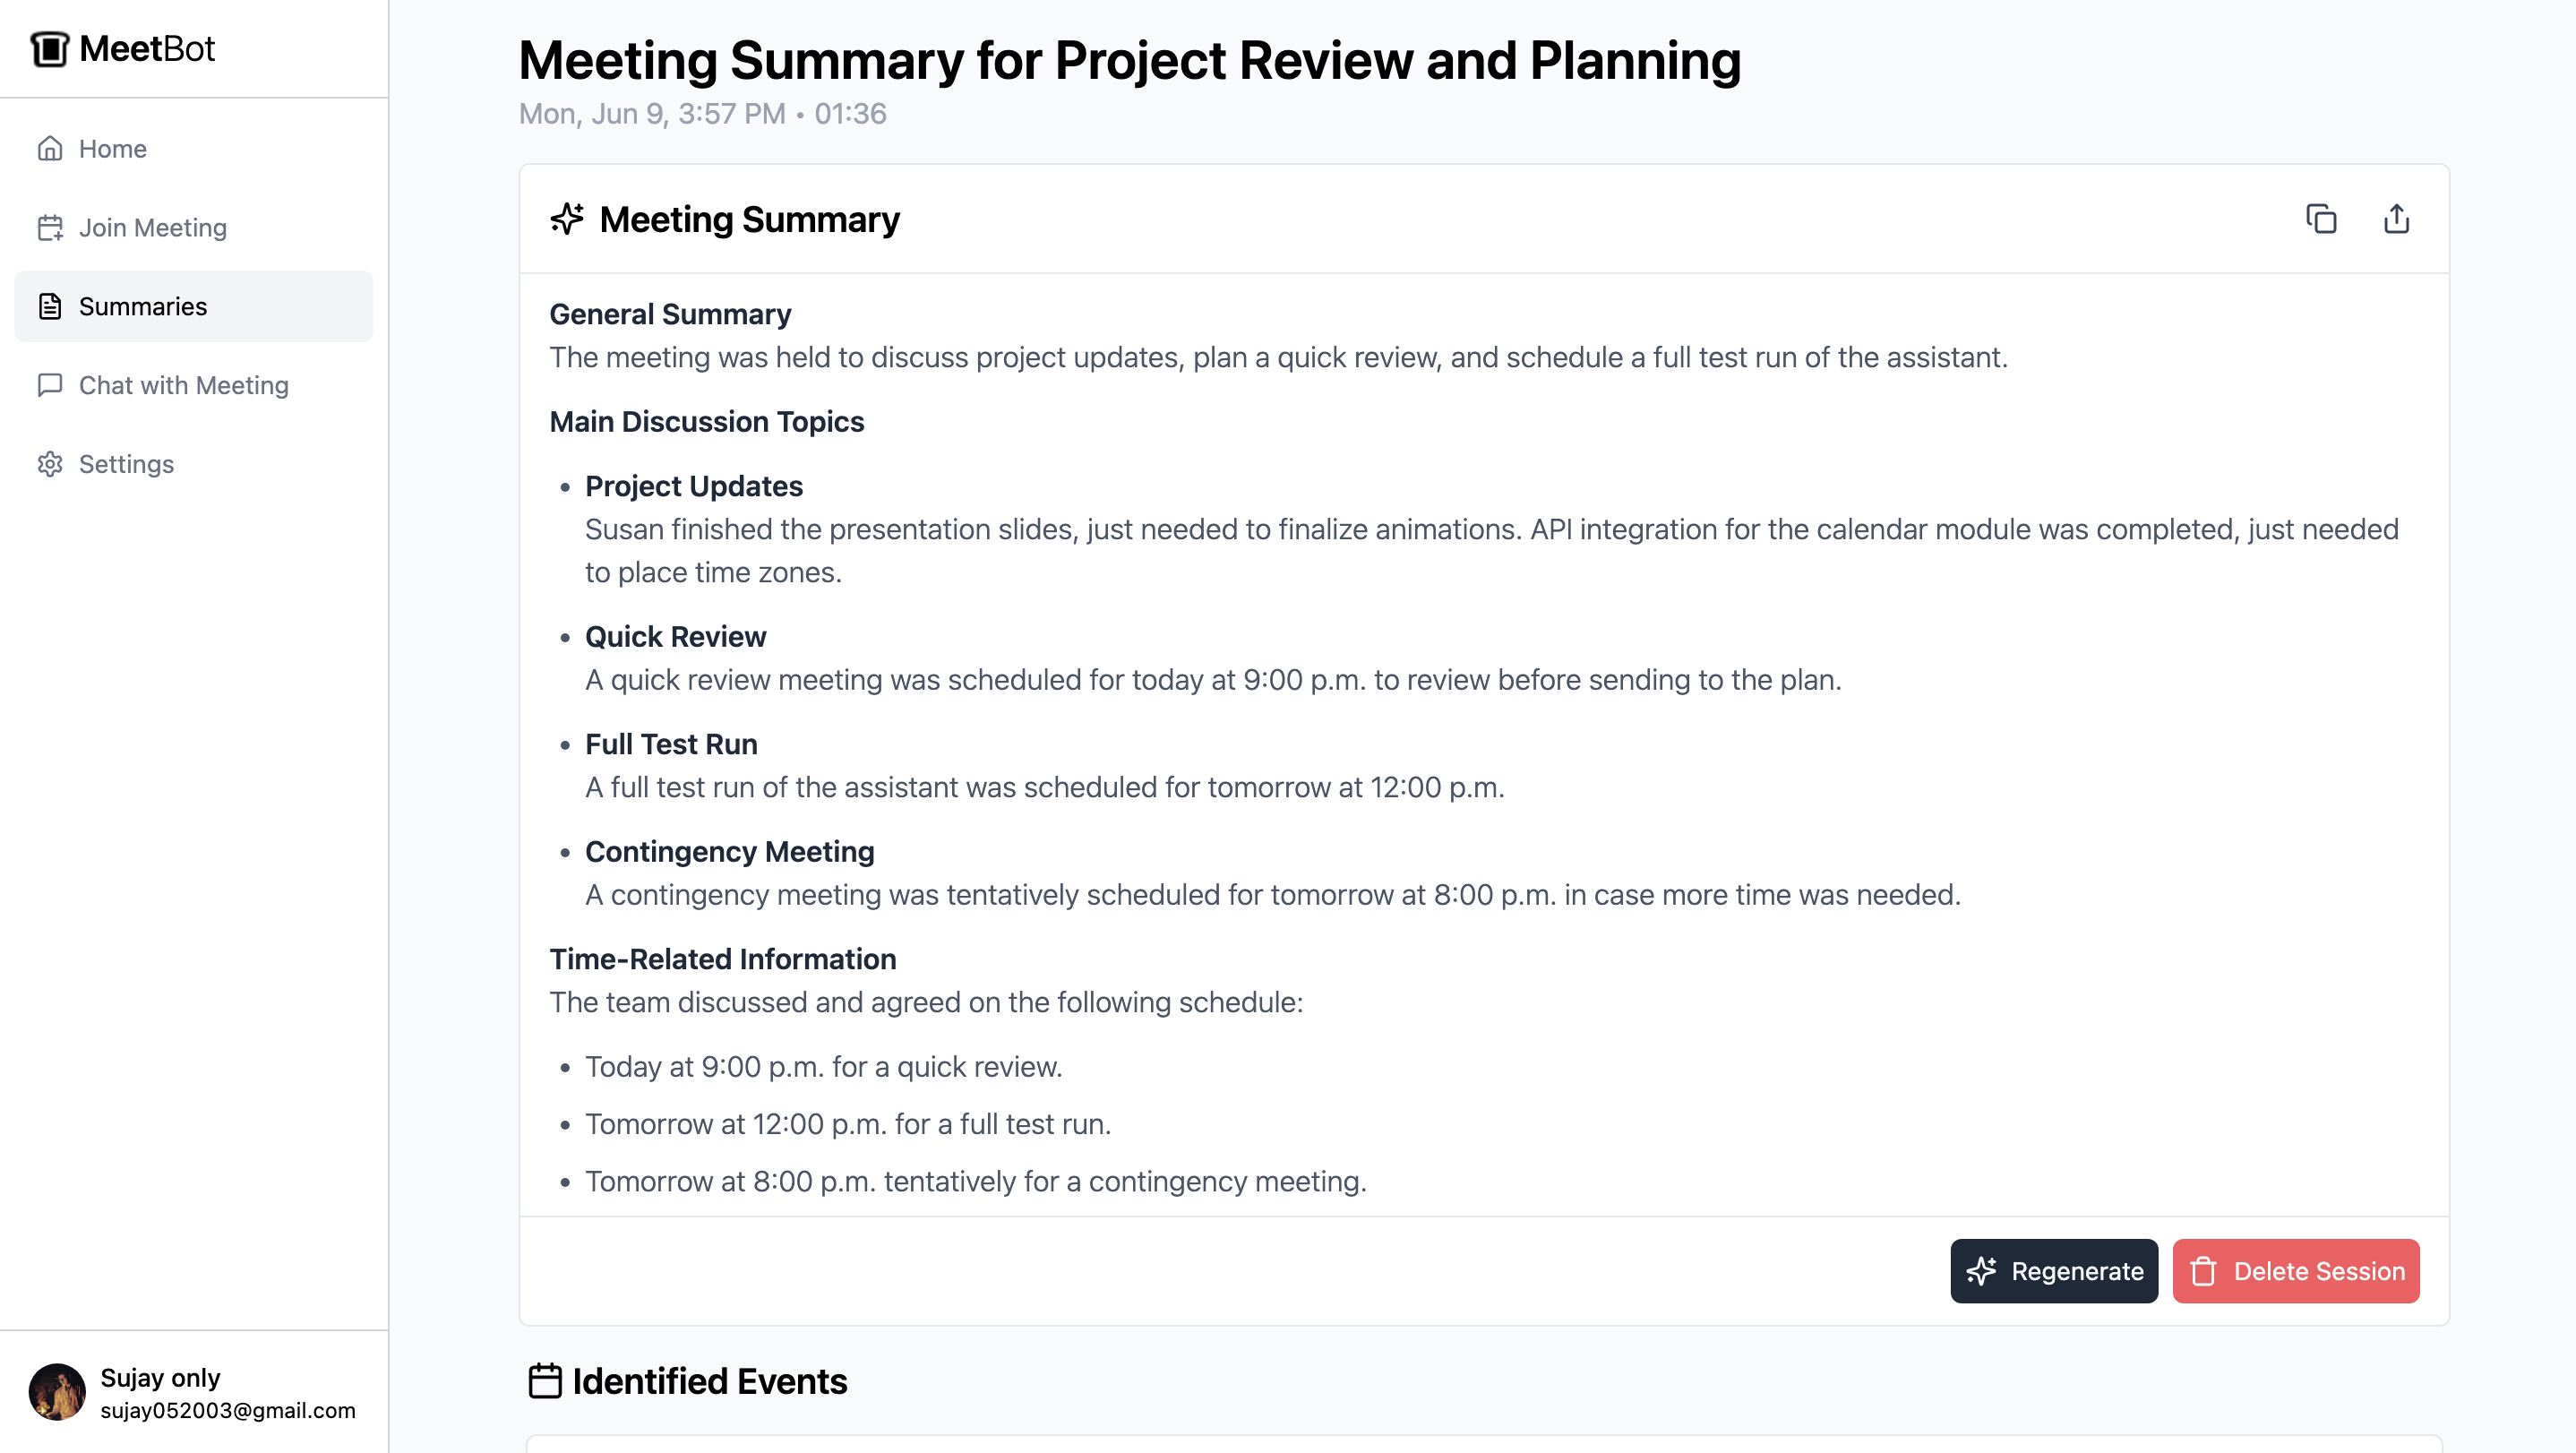 MeetBot
Home
Join Meeting
Summaries
Chat with Meeting
Settings
Sujay only
sujay052003@gmail.com
Meeting Summary for Project Review and Planning
Mon, Jun 9, 3:57 PM • 01:36
Meeting Summary
General Summary
The meeting was held to discuss project updates, plan a quick review, and schedule a full test run of the assistant.
Main Discussion Topics
• Project Updates
Susan finished the presentation slides, just needed to finalize animations. API integration for the calendar module was completed, just needed
to place time zones.
• Quick Review
A quick review meeting was scheduled for today at 9:00 p.m. to review before sending to the plan.
• Full Test Run
A full test run of the assistant was scheduled for tomorrow at 12:00 p.m.
• Contingency Meeting
A contingency meeting was tentatively scheduled for tomorrow at 8:00 p.m. in case more time was needed.
Time-Related Information
The team discussed and agreed on the following schedule:
• Today at 9:00 p.m. for a quick review.
• Tomorrow at 12:00 p.m. for a full test run.
• Tomorrow at 8:00 p.m. tentatively for a contingency meeting.
Regenerate
Delete Session
Identified Events